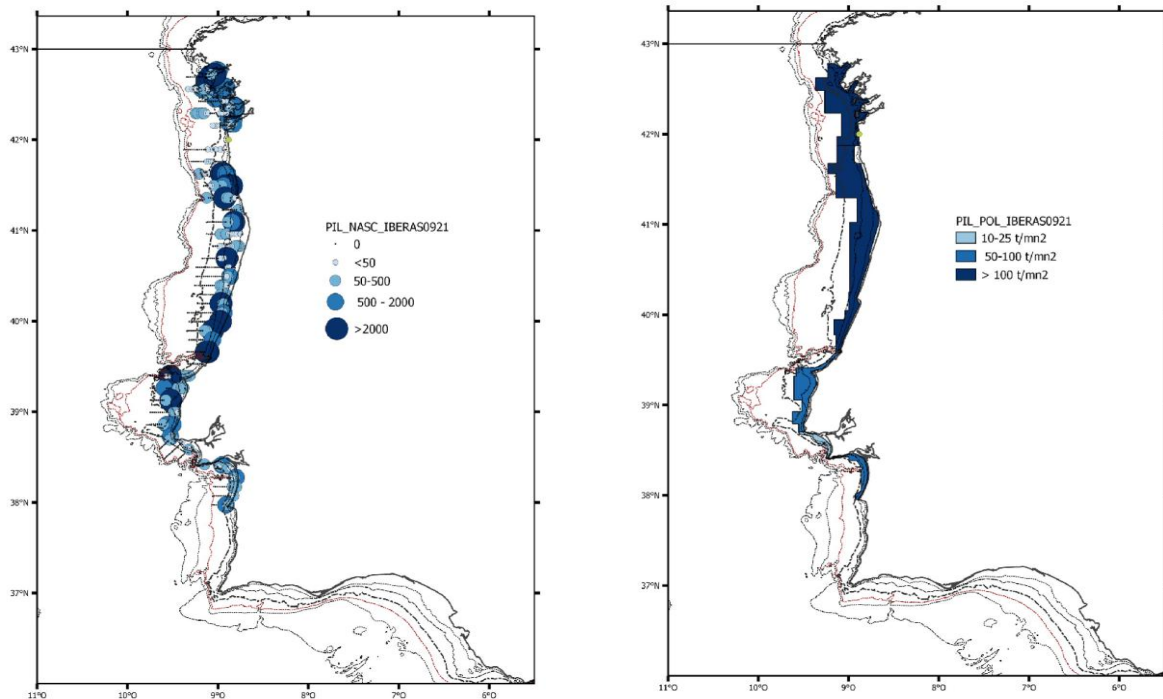 43°N
42°N
41°N
40°N
39°N
38°N
37°N
11°O
10°O
9°O
8°O
7°O
6°O
PIL_NASC_IBERAS0921
0
<50
50-500
500 - 2000
>2000
43°N
42°N
41°N
40°N
39°N
38°N
37°N
11°O
10°O
9°O
8°O
7°O
6°O
PIL_POL_IBERAS0921
10-25 t/mn2
50-100 t/mn2
> 100 t/mn2